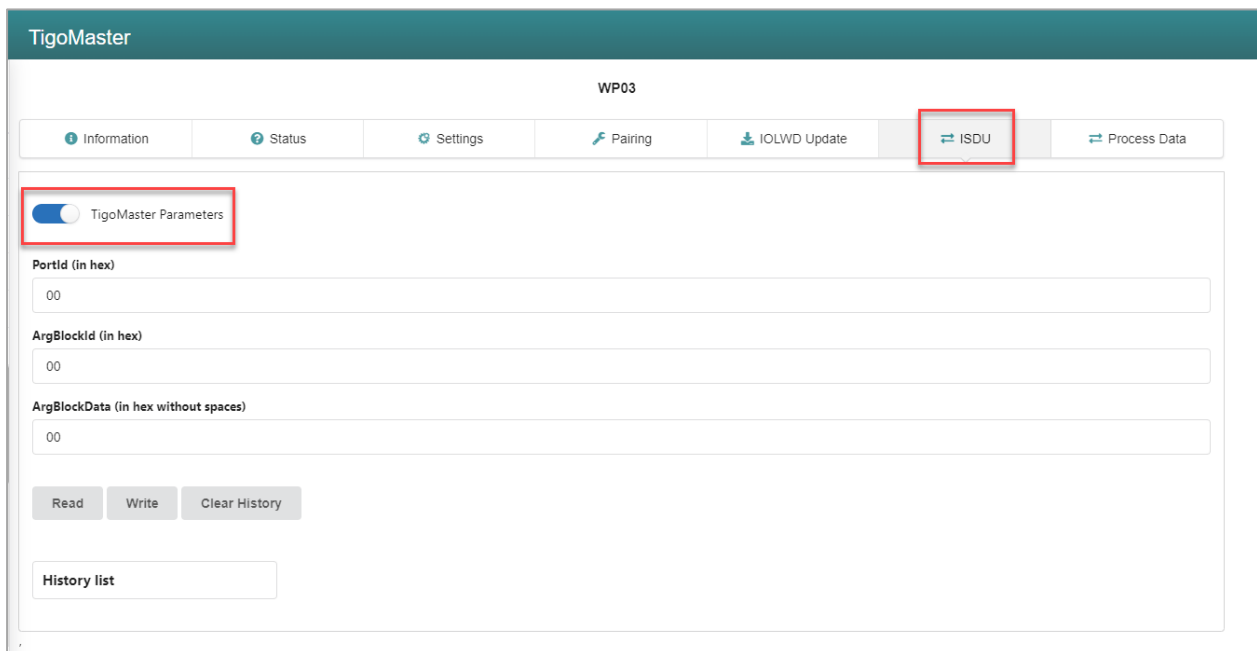 TigoMaster
WP03
Information Status Settings Pairing IOLWD Update ISDU Process Data
TigoMaster Parameters
PortId (in hex)
00
ArgBlockId (in hex)
00
ArgBlockData (in hex without spaces)
00
Read Write Clear History
History list